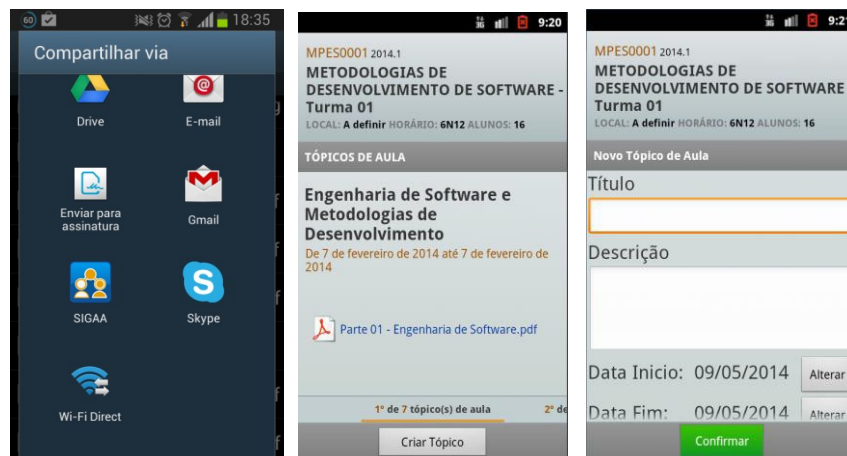 60
18:35
Compartilhar via
Drive
E-mail
Enviar para
assinatura
Gmail
SIGAA
Skype
Wi-Fi Direct
9:20
MPES0001 2014.1
METODOLOGIAS DE
DESENVOLVIMENTO DE SOFTWARE -
Turma 01
LOCAL: A definir HORÁRIO: 6N12 ALUNOS: 16
TÓPICOS DE AULA
Engenharia de Software e
Metodologias de
Desenvolvimento
De 7 de fevereiro de 2014 até 7 de fevereiro de
2014
Parte 01 - Engenharia de Software.pdf
1º de 7 tópico(s) de aula
2º de
Criar Tópico
9:2
MPES0001 2014.1
METODOLOGIAS DE
DESENVOLVIMENTO DE SOFTWARE
Turma 01
LOCAL: A definir HORÁRIO: 6N12 ALUNOS: 16
Novo Tópico de Aula
Título
Descrição
Data Inicio: 09/05/2014 Alterar
Data Fim: 09/05/2014 Alterar
Confirmar